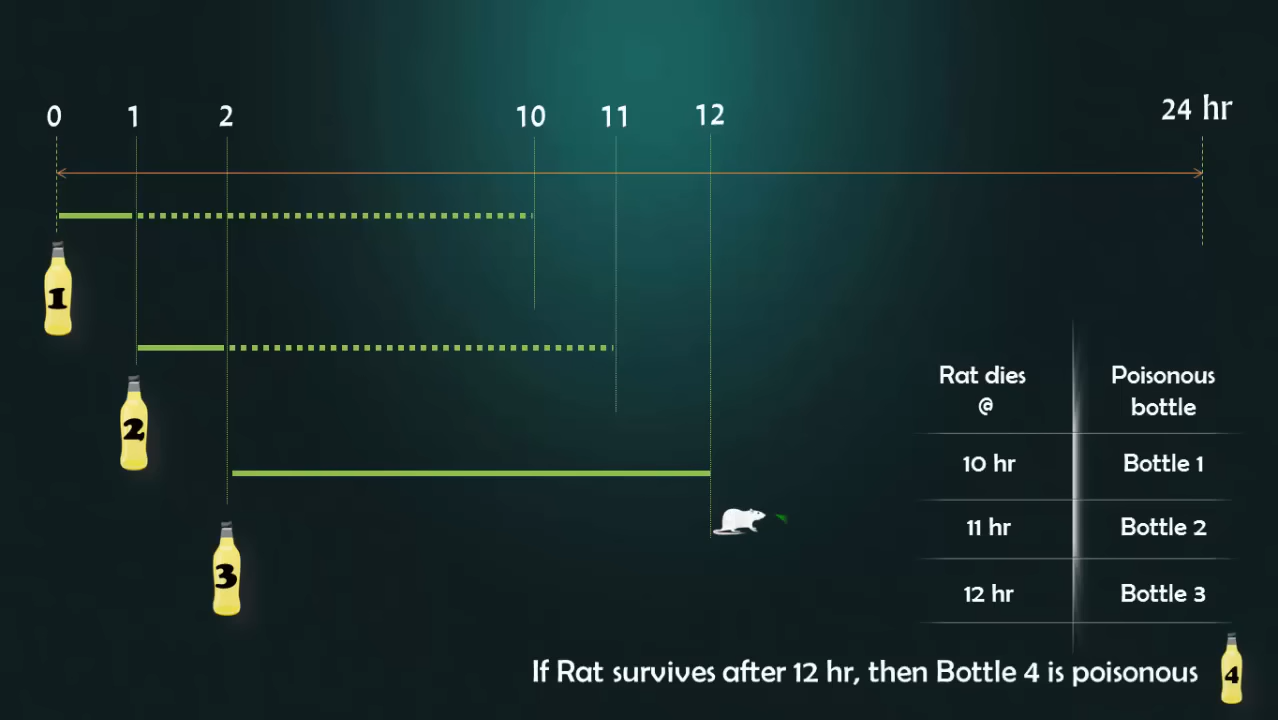 0 1 2 10 11 12 24 hr
1
2
3
Rat dies @ Poisonous bottle
10 hr Bottle 1
11 hr Bottle 2
12 hr Bottle 3
If Rat survives after 12 hr, then Bottle 4 is poisonous
4